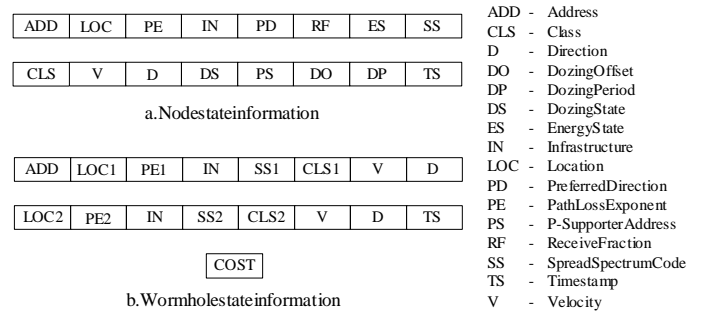 ADD LOC PE IN PD RF ES SS
CLS V D DS PS DO DP TS
a.Nodestateinformation
ADD LOC1 PE1 IN SS1 CLS1 V D
LOC2 PE2 IN SS2 CLS2 V D TS
COST
b.Wormholestateinformation
ADD - Address
CLS - Class
D - Direction
DO - DozingOffset
DP - DozingPeriod
DS - DozingState
ES - EnergyState
IN - Infrastructure
LOC - Location
PD - PreferredDirection
PE - PathLossExponent
PS - P-SupporterAddress
RF - ReceiveFraction
SS - SpreadSpectrumCode
TS - Timestamp
V - Velocity